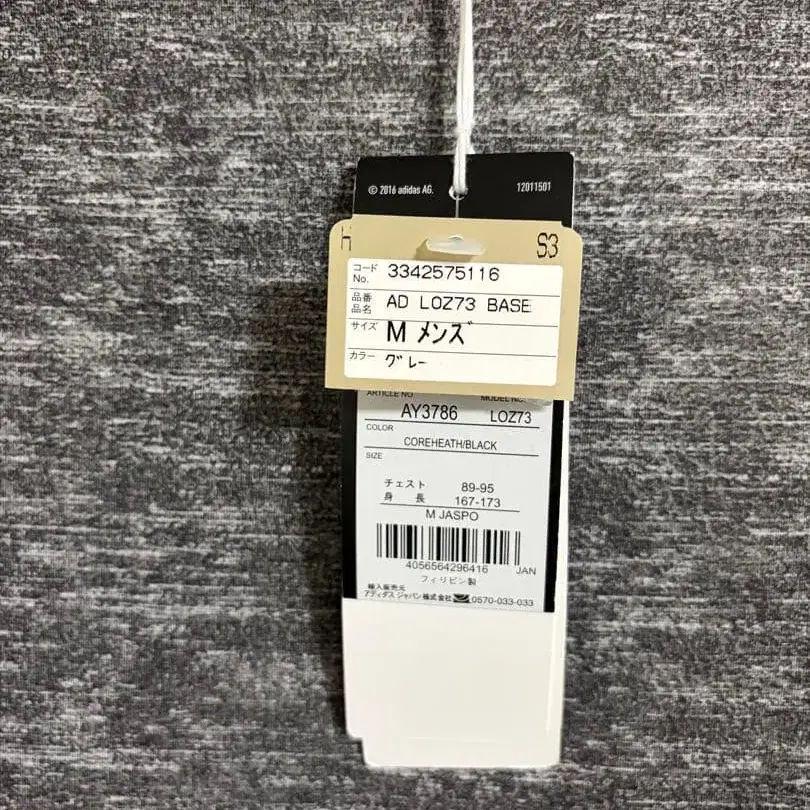 © 2016 adidas AG. 12011501
S3
コードNo. 3342575116
品番品名 AD LOZ73 BASE
サイズ M メンズ
カラー グレー
ARTICLE NO MODEL NO.
AY3786 LOZ73
COLOR
COREHEATH/BLACK
SIZE
チェスト 89-95
身 長 167-173
M JASPO
4056564296416 JAN
フィリピン製
輸入販売元
アディダス ジャパン株式会社 0570-033-033